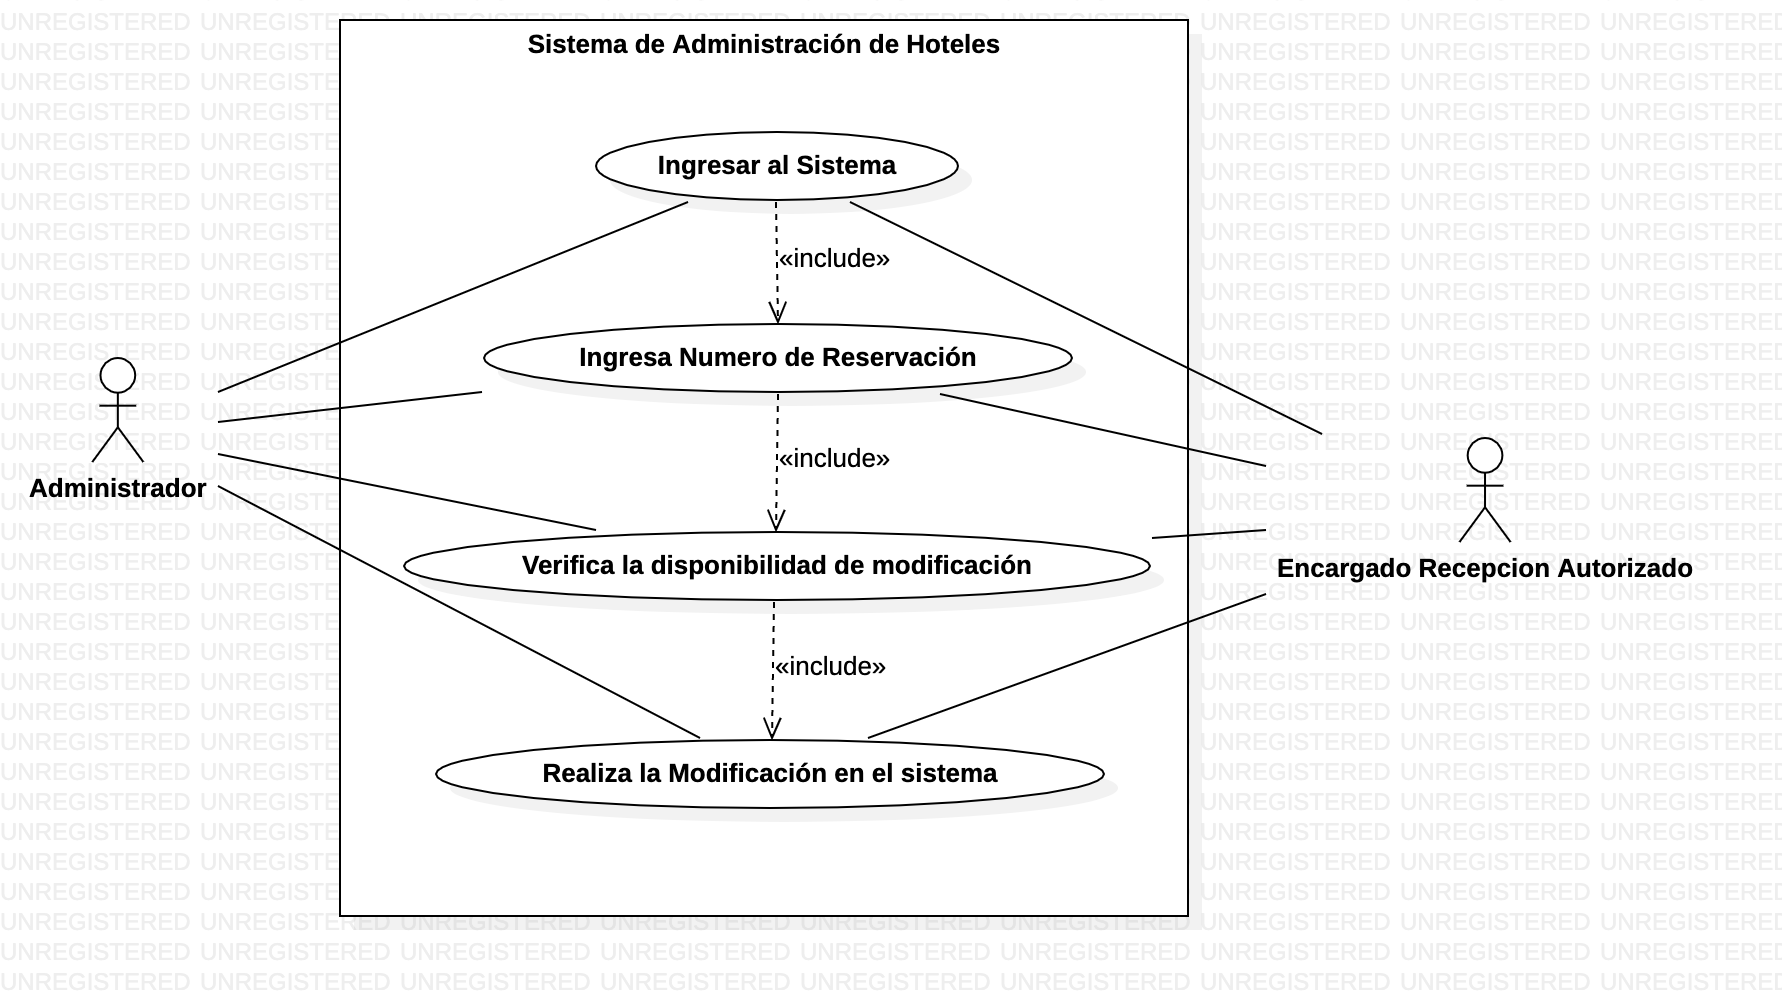 Sistema de Administración de Hoteles
Ingresar al Sistema
«include»
Ingresa Numero de Reservación
«include»
Administrador
Verifica la disponibilidad de modificación
Encargado Recepcion Autorizado
«include»
Realiza la Modificación en el sistema
UNREGISTERED